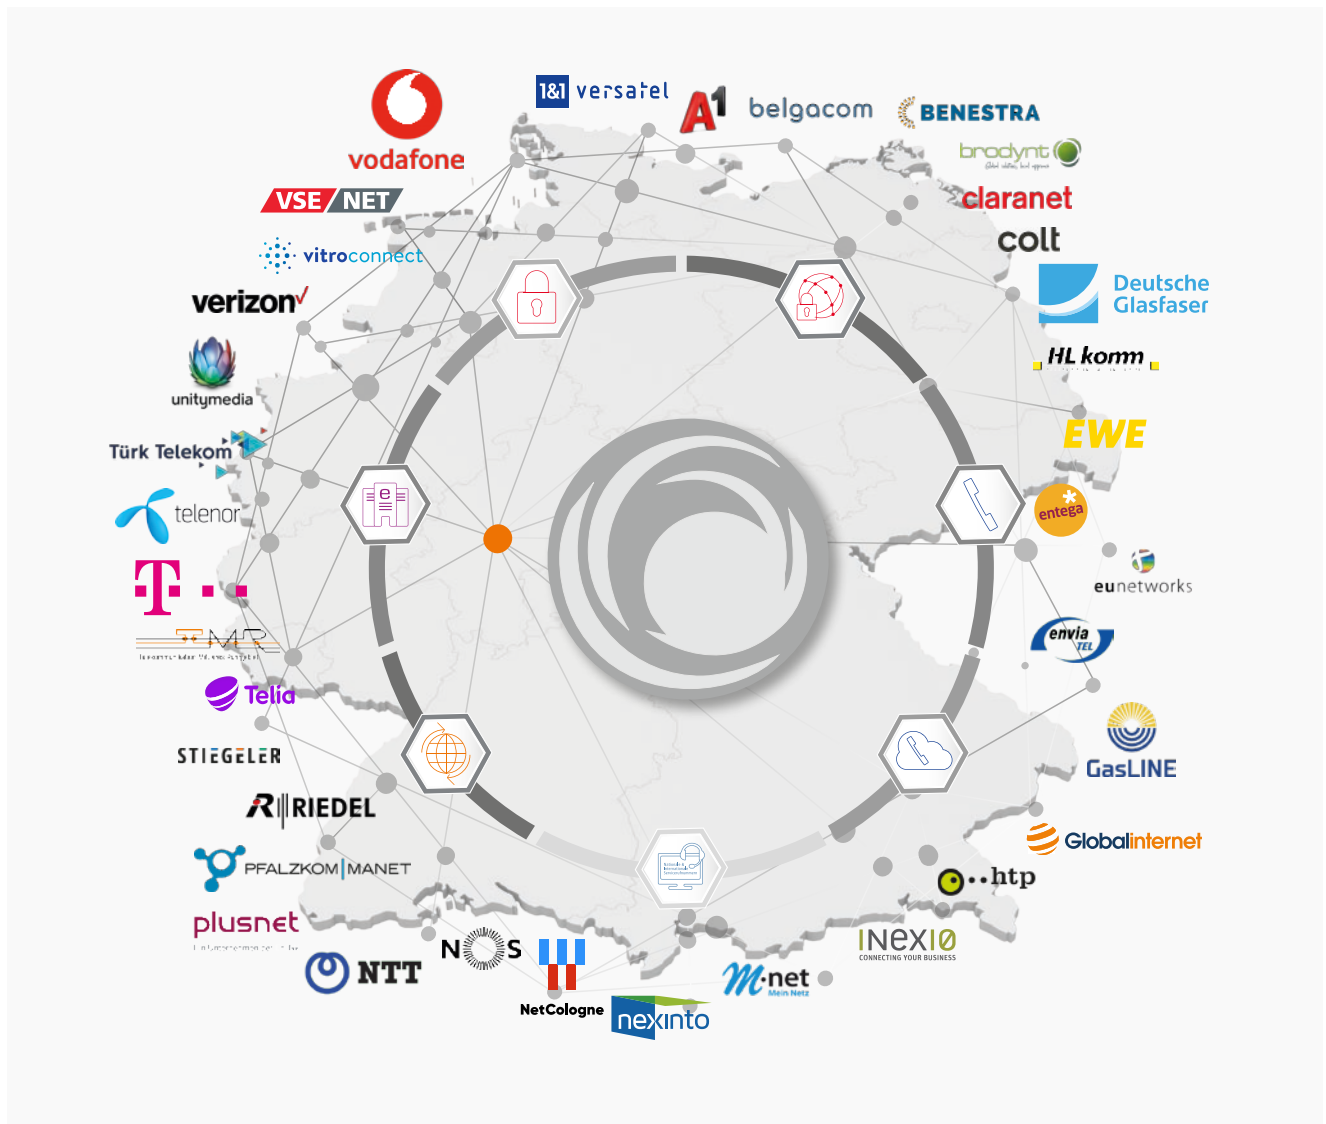 1&1 versatel
A1
belgacom
BENESTRA
vodafone
brodynt
claranet
VSE NET
colt
vitroconnect
Deutsche
Glasfaser
verizon
HL komm
unitymedia
EWE
Türk Telekom
e
entega
telenor
eunetworks
T
envia
TEL
TMR
Telia
GasLINE
STIEGELER
RIEDEL
Globalinternet
PFALZKOM|MANET
htp
plusnet
INEXIO
CONNECTING YOUR BUSINESS
NOS
NTT
M-net
Mein Netz
NetCologne
nexinto